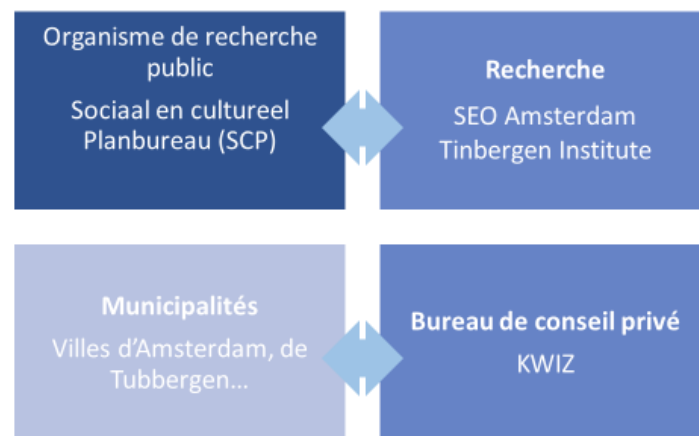 Organisme de recherche
public
Sociaal en cultureel
Planbureau (SCP)
Recherche
SEO Amsterdam
Tinbergen Institute
Municipalités
Villes d’Amsterdam, de
Tubbergen…
Bureau de conseil privé
KWIZ